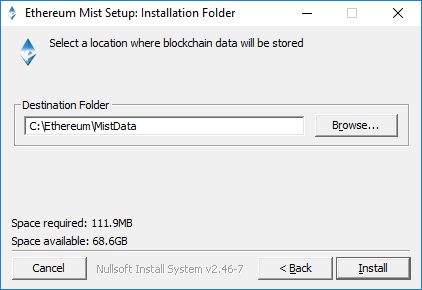 Ethereum Mist Setup: Installation Folder
Select a location where blockchain data will be stored
Destination Folder
C:\Ethereum\MistData
Browse...
Space required: 111.9MB
Space available: 68.6GB
Cancel
Nullsoft Install System v2.46-7
< Back
Install